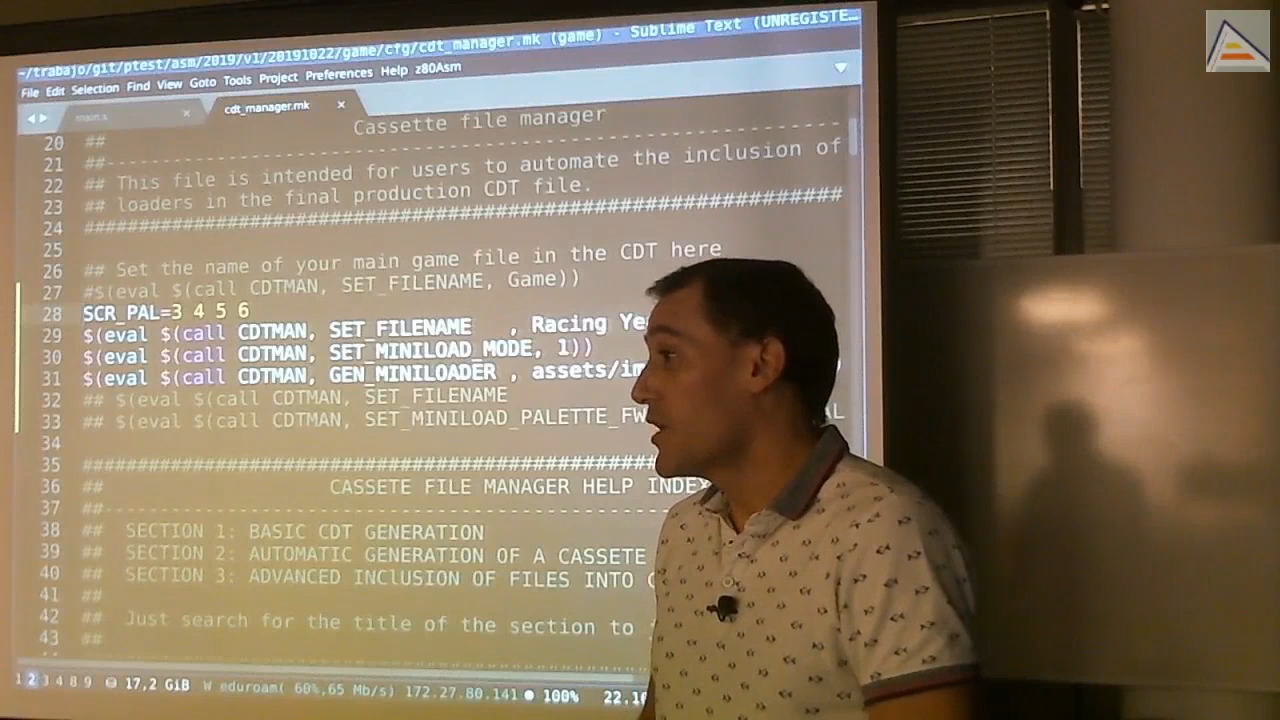 ~/trabajo/git/ptest/asm/2019/v1/20191022/game/cfg/cdt_manager.mk (game) - Sublime Text (UNREGISTE…
File Edit Selection Find View Goto Tools Project Preferences Help z80Asm
main.s × cdt_manager.mk ×
20 ## Cassette file manager
21 ##------------------------------------------------------------
22 ## This file is intended for users to automate the inclusion of
23 ## loaders in the final production CDT file.
24 ################################################################
25
26 ## Set the name of your main game file in the CDT here
27 #$(eval $(call CDTMAN, SET_FILENAME, Game))
28 SCR_PAL=3 4 5 6
29 $(eval $(call CDTMAN, SET_FILENAME , Racing
30 $(eval $(call CDTMAN, SET_MINILOAD_MODE, 1))
31 $(eval $(call CDTMAN, GEN_MINILOADER ,
32 ## $(eval $(call CDTMAN, SET_FILENAME
33 ## $(eval $(call CDTMAN,
34
35 ################################################
36 ## CASSETE FILE MANAGER HELP INDEX
37 ##------------------------------------------------
38 ## SECTION 1: BASIC CDT GENERATION
39 ## SECTION 2: AUTOMATIC GENERATION OF A CASSETE
40 ## SECTION 3: ADVANCED INCLUSION OF FILES INTO
41 ##
42 ## Just search for the title of the section to
43 ##
1 2 3 4 8 9 17,2 GiB W eduroam( 60%,65 Mb/s) 172.27.80.141 100% 22.10